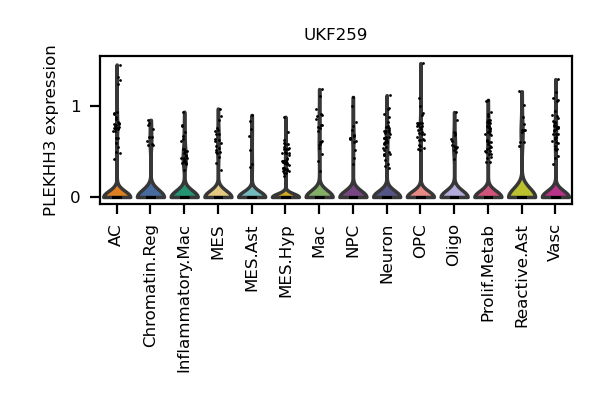 UKF259
PLEKHH3 expression
1
0
AC
Chromatin.Reg
Inflammatory.Mac
MES
MES.Ast
MES.Hyp
Mac
NPC
Neuron
OPC
Oligo
Prolif.Metab
Reactive.Ast
Vasc